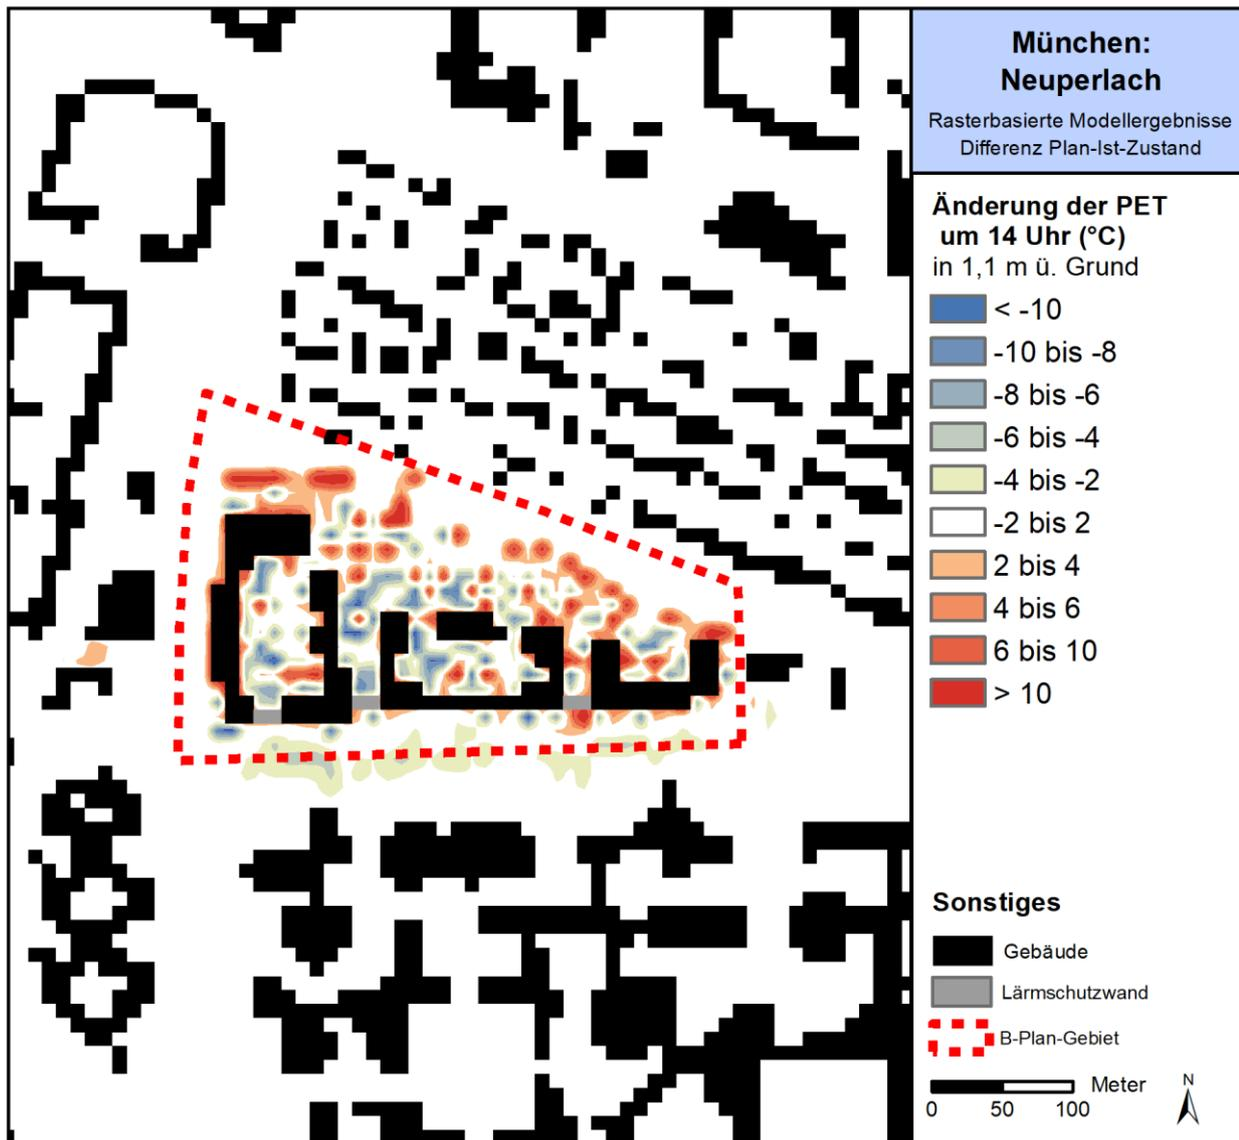 München:
Neuperlach
Rasterbasierte Modellergebnisse
Differenz Plan-Ist-Zustand
Änderung der PET
um 14 Uhr (°C)
in 1,1 m ü. Grund
< -10
-10 bis -8
-8 bis -6
-6 bis -4
-4 bis -2
-2 bis 2
2 bis 4
4 bis 6
6 bis 10
> 10
Sonstiges
Gebäude
Lärmschutzwand
B-Plan-Gebiet
Meter
0 50 100
N